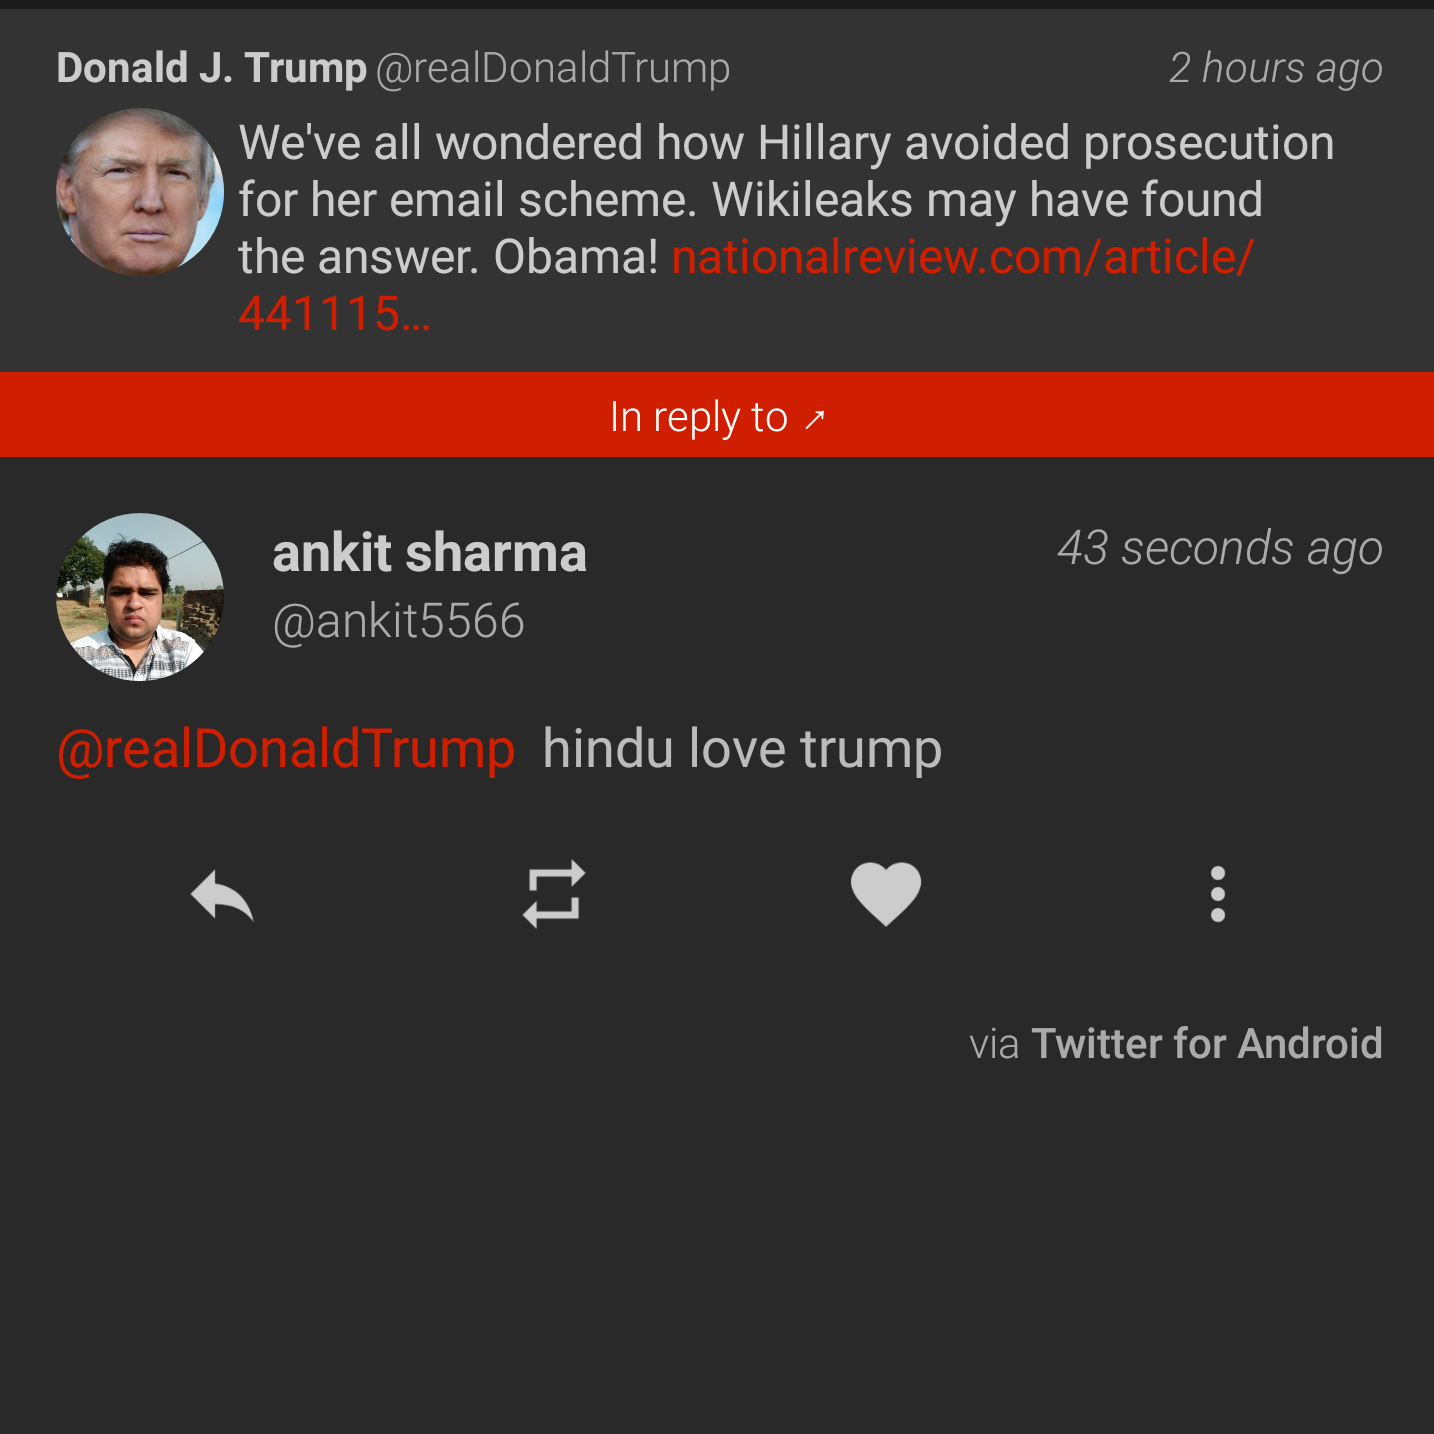 Donald J. Trump @realDonaldTrump 2 hours ago
We've all wondered how Hillary avoided prosecution
for her email scheme. Wikileaks may have found
the answer. Obama! nationalreview.com/article/
441115…
In reply to ↗
ankit sharma 43 seconds ago
@ankit5566
@realDonaldTrump hindu love trump
via Twitter for Android